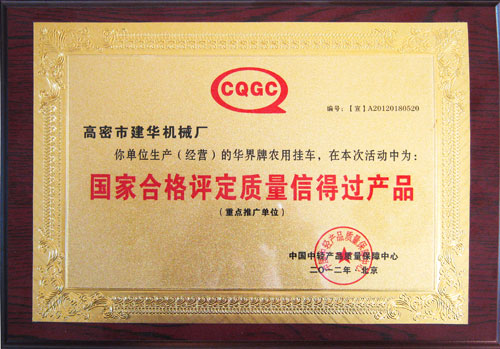 CQGC
编号:【宣】A20120180520
高密市建华机械厂
你单位生产(经营)的华界牌农用挂车,在本次活动中为:
国家合格评定质量信得过产品
(重点推广单位)
中国中轻产品质量保障中心
二〇一二年 北京